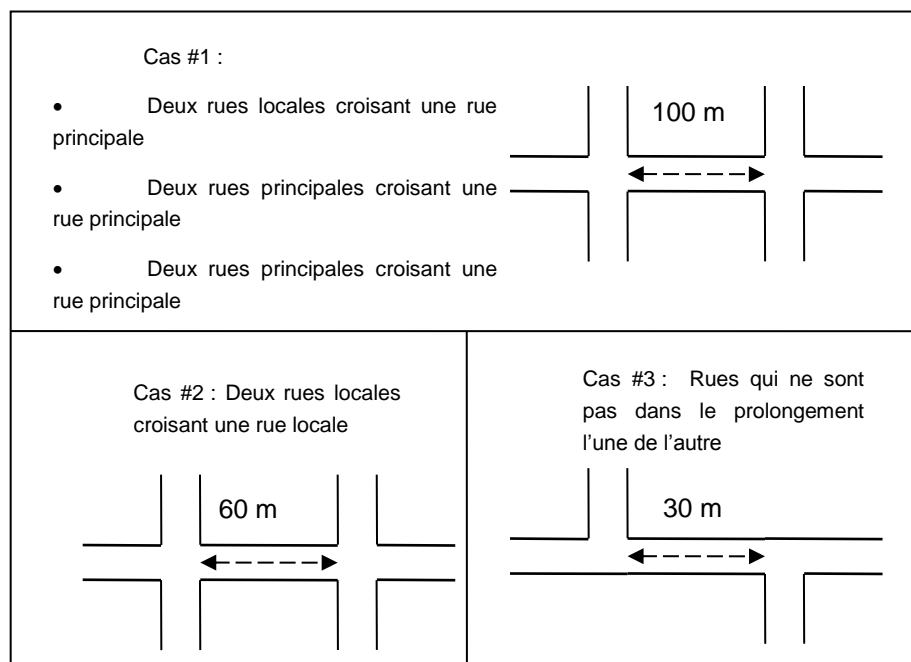 Cas #1 :
• Deux rues locales croisant une rue
principale
100 m
• Deux rues principales croisant une
rue principale
• Deux rues principales croisant une
rue principale
Cas #2 : Deux rues locales
croisant une rue locale
60 m
Cas #3 : Rues qui ne sont
pas dans le prolongement
l’une de l’autre
30 m